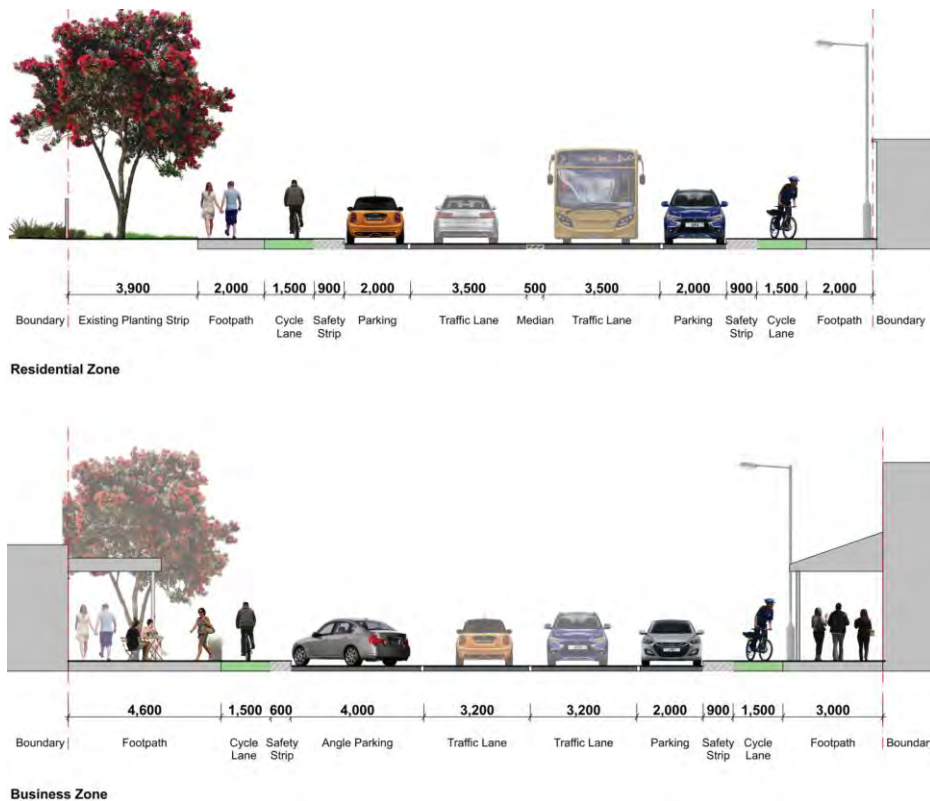 3,900 2,000 1,500 900 2,000 3,500 500 3,500 2,000 900 1,500 2,000
Boundary Existing Planting Strip Footpath Cycle Safety Parking Traffic Lane Median Traffic Lane Parking Safety Cycle Footpath Boundary
Lane Strip Strip Lane
Residential Zone
4,600 1,500 600 4,000 3,200 3,200 2,000 900 1,500 3,000
Boundary Footpath Cycle Safety Angle Parking Traffic Lane Traffic Lane Parking Safety Cycle Footpath Boundar
Lane Strip Strip Lane
Business Zone